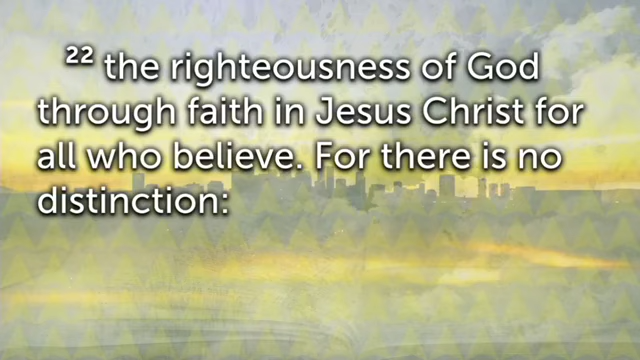 22 the righteousness of God
through faith in Jesus Christ for
all who believe. For there is no
distinction: